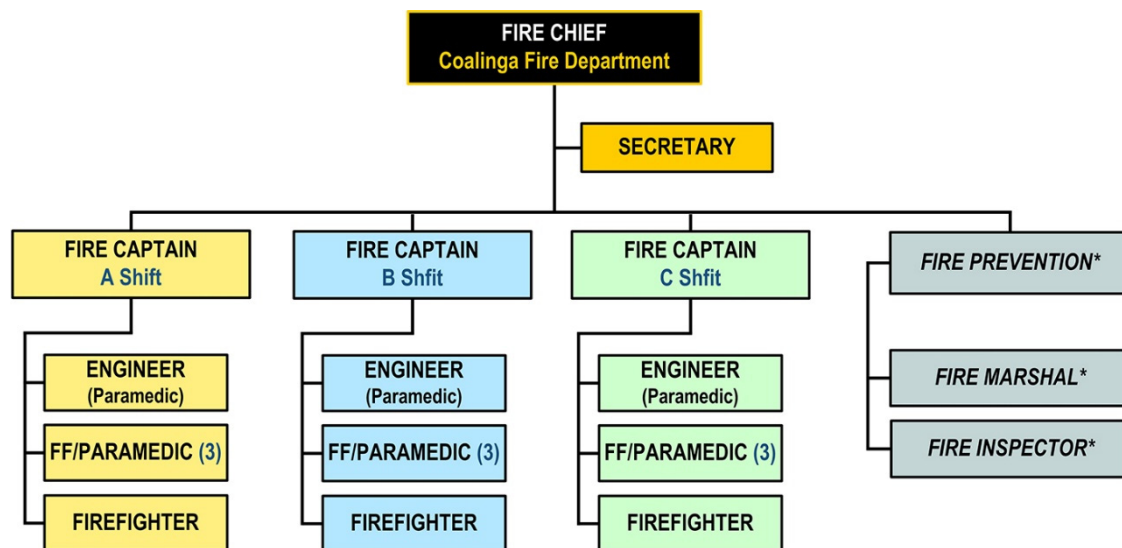 FIRE CHIEF
Coalinga Fire Department
SECRETARY
FIRE CAPTAIN
A Shift
FIRE CAPTAIN
B Shfit
FIRE CAPTAIN
C Shfit
FIRE PREVENTION*
ENGINEER
(Paramedic)
ENGINEER
(Paramedic)
ENGINEER
(Paramedic)
FIRE MARSHAL*
FF/PARAMEDIC (3)
FF/PARAMEDIC (3)
FF/PARAMEDIC (3)
FIRE INSPECTOR*
FIREFIGHTER
FIREFIGHTER
FIREFIGHTER